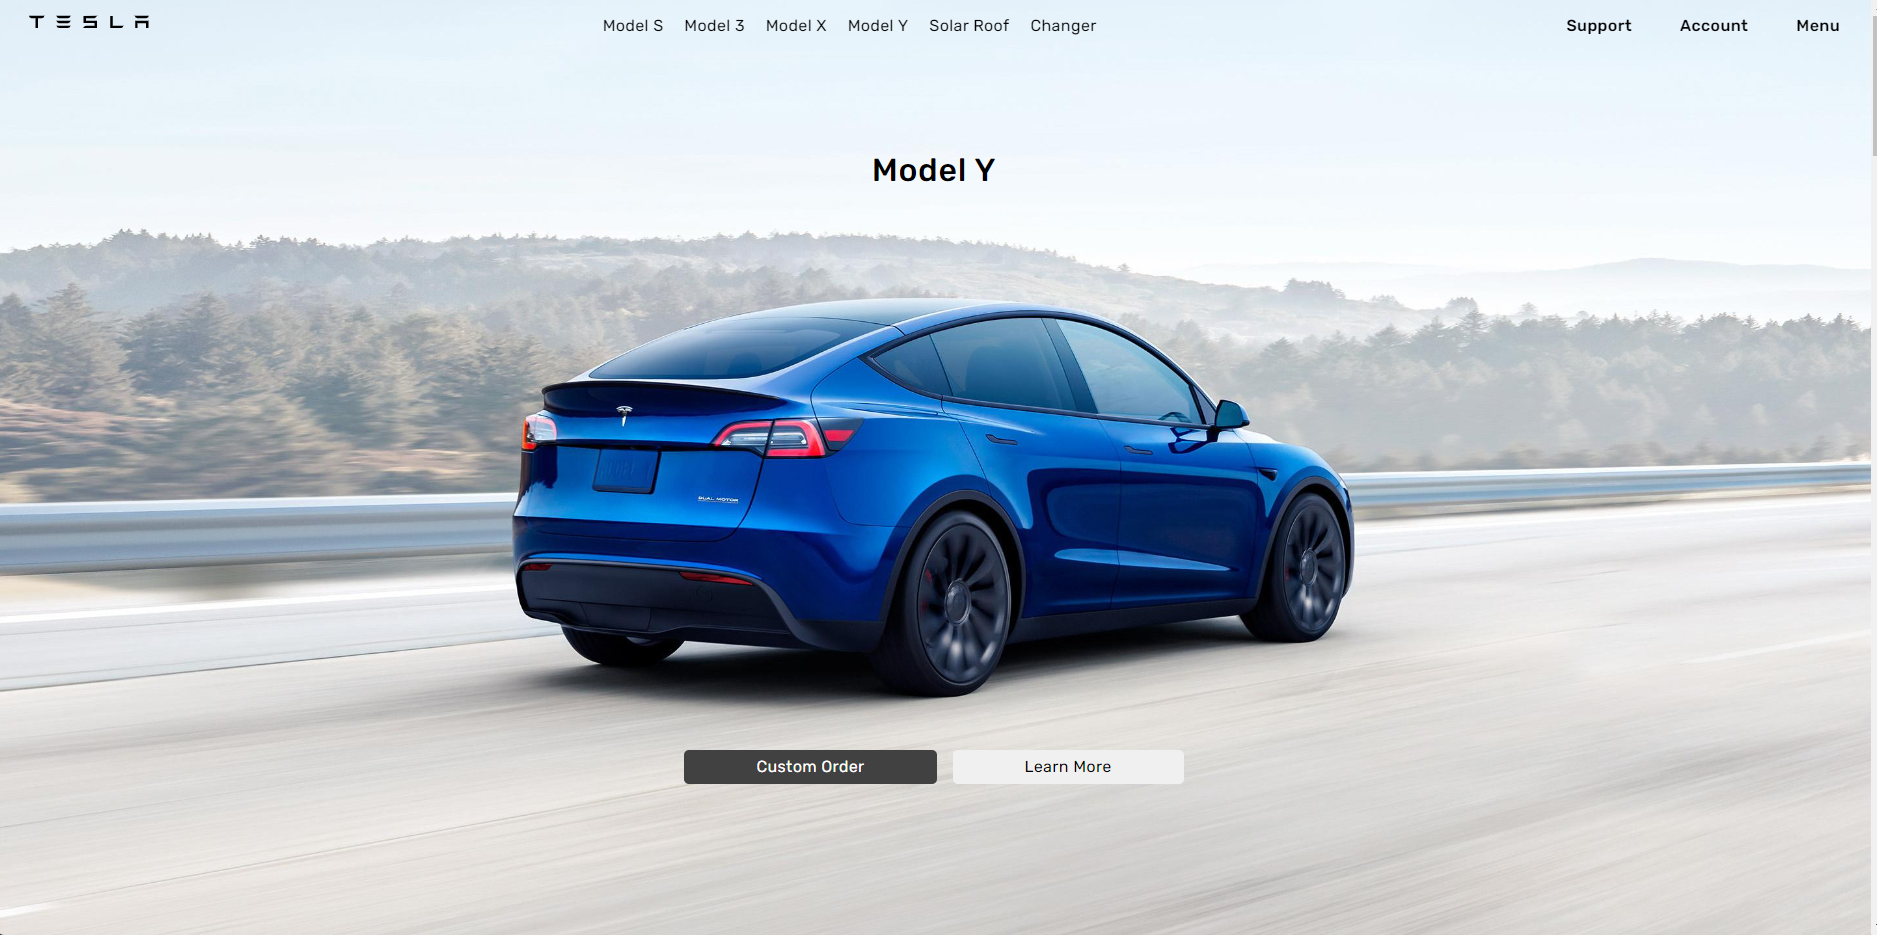 TESLA
Model S Model 3 Model X Model Y Solar Roof Changer
Support Account Menu
Model Y
DUAL MOTOR
Custom Order Learn More